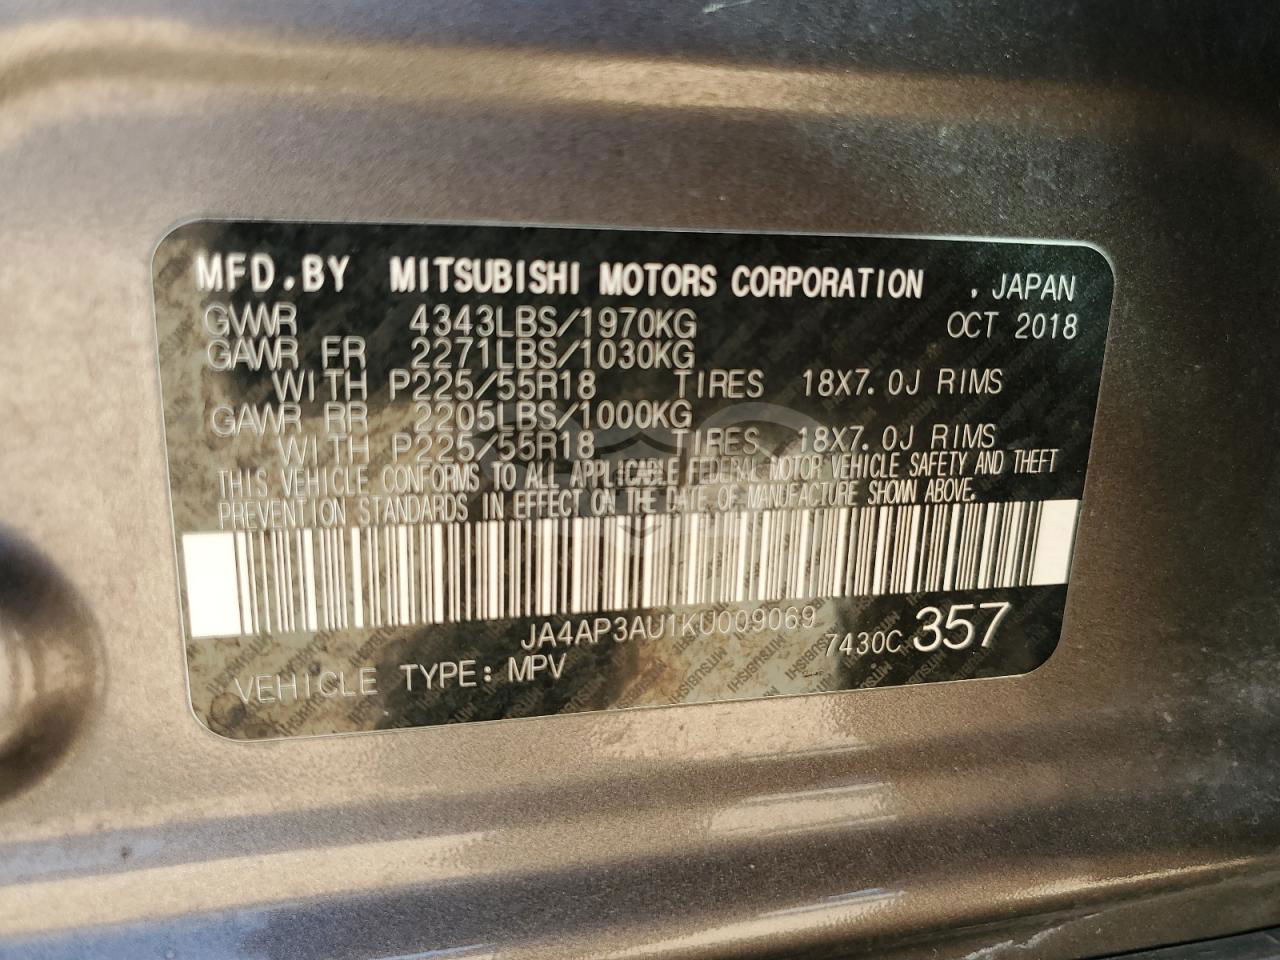 MFD.BY MITSUBISHI MOTORS CORPORATION . JAPAN
GVWR 4343LBS/1970KG OCT 2018
GAWR FR 2271LBS/1030KG
WITH P225/55R18 TIRES 18X7.0J RIMS
GAWR RR 2205LBS/1000KG
WITH P225/55R18 TIRES 18X7.0J RIMS
THIS VEHICLE CONFORMS TO ALL APPLICABLE FEDERAL MOTOR VEHICLE SAFETY AND THEFT
PREVENTION STANDARDS IN EFFECT ON THE DATE OF MANUFACTURE SHOWN ABOVE.
JA4AP3AU1KU009069 7430C 357
VEHICLE TYPE: MPV